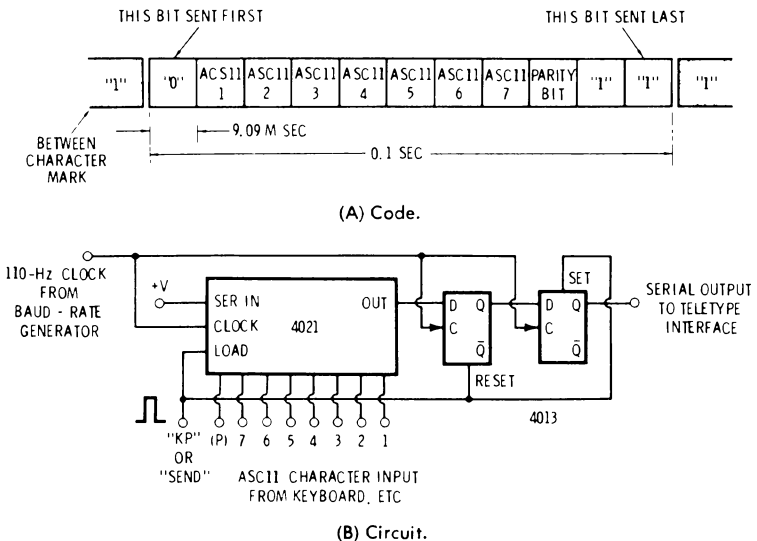 THIS BIT SENT FIRST
THIS BIT SENT LAST
"1" "0" ACS11 1 ASC11 2 ASC11 3 ASC11 4 ASC11 5 ASC11 6 ASC11 7 PARITY BIT "1" "1" "1"
BETWEEN
CHARACTER
MARK
9.09 M SEC
0.1 SEC
(A) Code.
110-Hz CLOCK
FROM
BAUD - RATE
GENERATOR
+V
SER IN
CLOCK
LOAD
4021
OUT
D Q
C
Q̅
RESET
SET
D Q
C
Q̅
4013
SERIAL OUTPUT
TO TELETYPE
INTERFACE
"KP"
OR
"SEND"
(P) 7 6 5 4 3 2 1
ASC11 CHARACTER INPUT
FROM KEYBOARD, ETC
(B) Circuit.